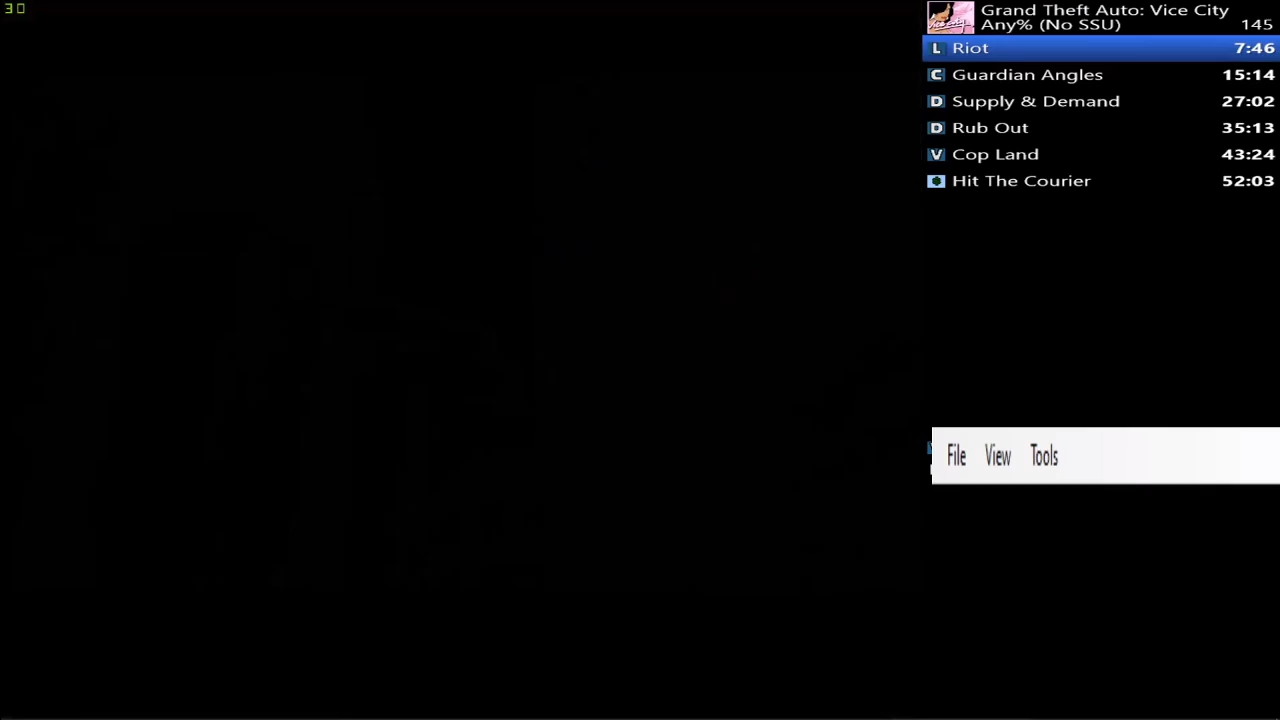 30
Grand Theft Auto: Vice City
Any% (No SSU) 145
L Riot 7:46
C Guardian Angles 15:14
D Supply & Demand 27:02
D Rub Out 35:13
V Cop Land 43:24
Hit The Courier 52:03
File View Tools